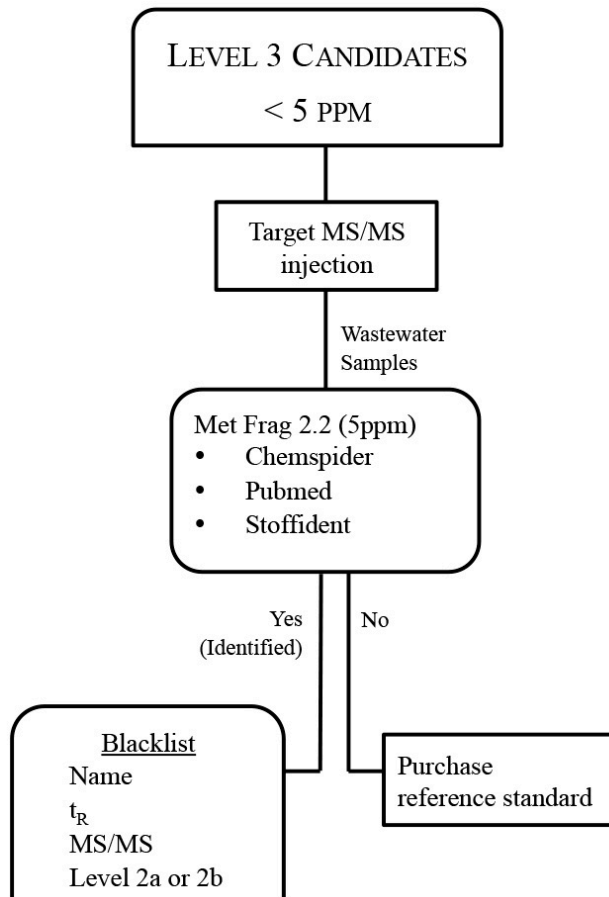 LEVEL 3 CANDIDATES
< 5 PPM
Target MS/MS
injection
Wastewater
Samples
Met Frag 2.2 (5ppm)
• Chemspider
• Pubmed
• Stoffident
Yes
(Identified)
No
Blacklist
Name
tR
MS/MS
Level 2a or 2b
Purchase
reference standard